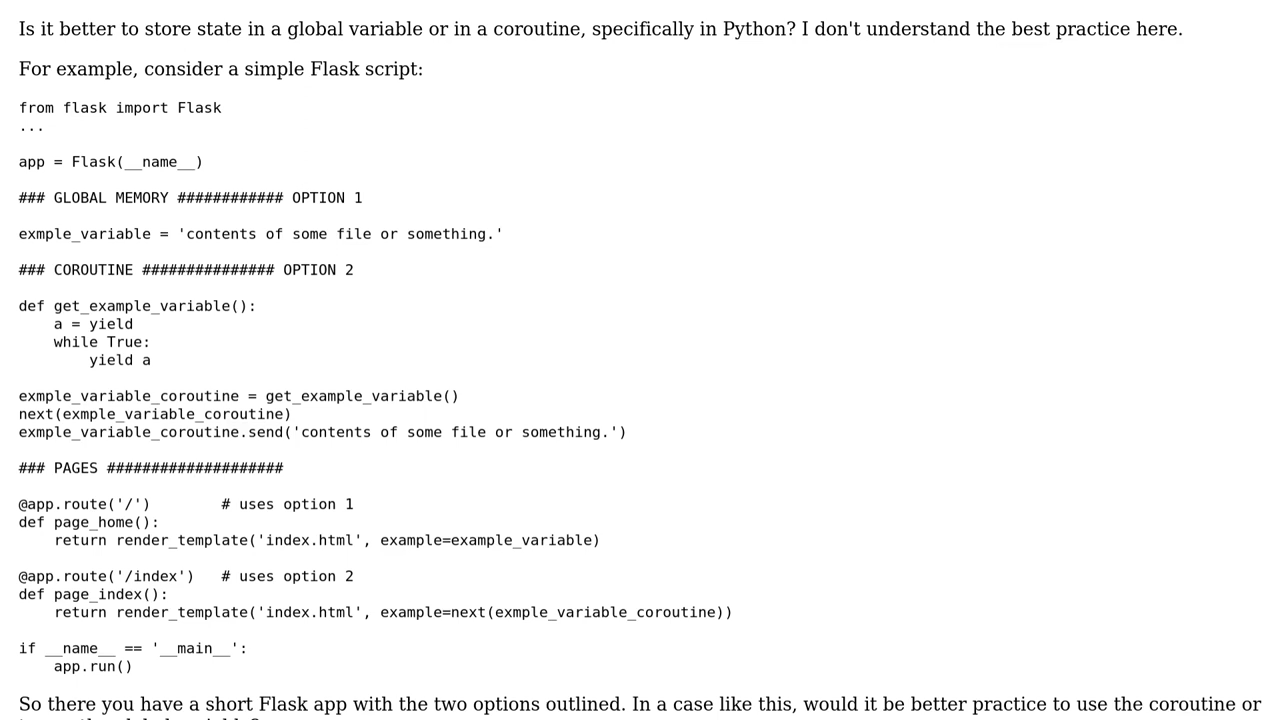 Is it better to store state in a global variable or in a coroutine, specifically in Python? I don't understand the best practice here.
For example, consider a simple Flask script:
from flask import Flask
...
app = Flask(__name__)
### GLOBAL MEMORY ############ OPTION 1
exmple_variable = 'contents of some file or something.'
### COROUTINE ############### OPTION 2
def get_example_variable():
    a = yield
    while True:
        yield a
exmple_variable_coroutine = get_example_variable()
next(exmple_variable_coroutine)
exmple_variable_coroutine.send('contents of some file or something.')
### PAGES ####################
@app.route('/')        # uses option 1
def page_home():
    return render_template('index.html', example=example_variable)
@app.route('/index')   # uses option 2
def page_index():
    return render_template('index.html', example=next(exmple_variable_coroutine))
if __name__ == '__main__':
    app.run()
So there you have a short Flask app with the two options outlined. In a case like this, would it be better practice to use the coroutine or